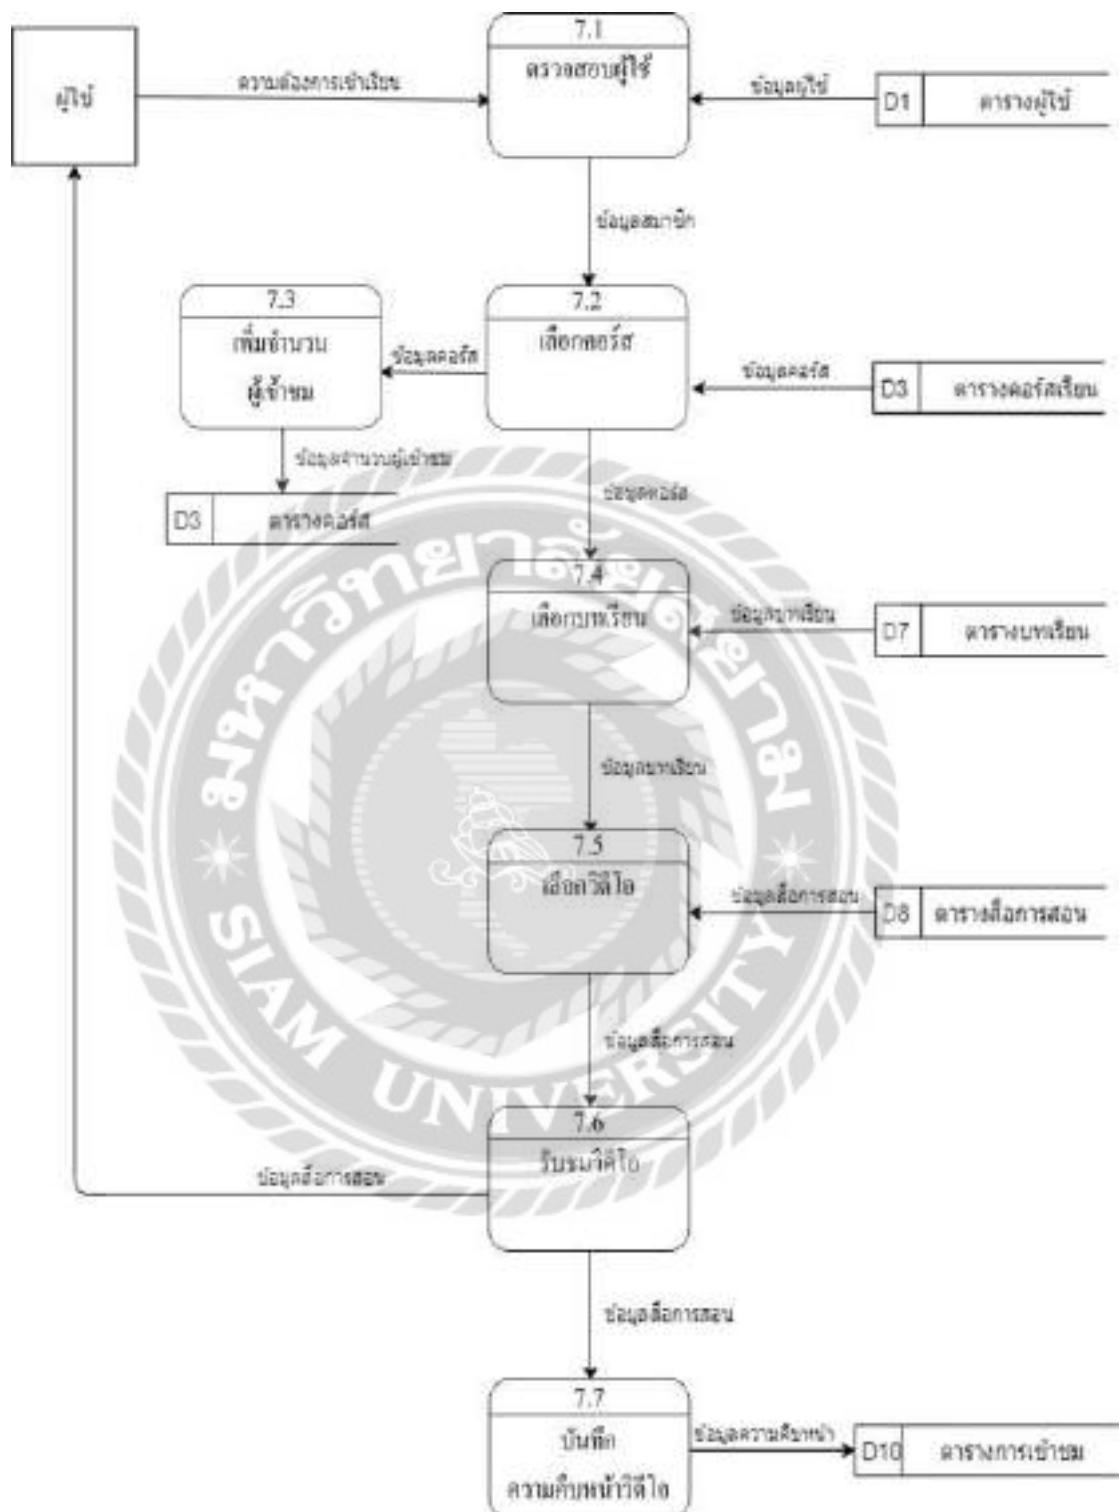 7.1
ตรวจสอบผู้ใช้
ผู้ใช้
ความต้องการเข้าเรียน
ข้อมูลผู้ใช้
D1 ตารางผู้ใช้
ข้อมูลสมาชิก
7.3
เพิ่มจำนวน
ผู้เข้าชม
ข้อมูลคอร์ส
7.2
เลือกคอร์ส
ข้อมูลคอร์ส
D3 ตารางคอร์สเรียน
ข้อมูลจำนวนผู้เข้าชม
D3 ตารางคอร์ส
ข้อมูลคอร์ส
7.4
เลือกบทเรียน
ข้อมูลบทเรียน
D7 ตารางบทเรียน
ข้อมูลบทเรียน
7.5
เลือกวิดีโอ
ข้อมูลสื่อการสอน
D8 ตารางสื่อการสอน
ข้อมูลสื่อการสอน
7.6
รับชมวิดีโอ
ข้อมูลสื่อการสอน
ข้อมูลสื่อการสอน
7.7
บันทึก
ความคืบหน้าวิดีโอ
ข้อมูลความคืบหน้า
D10 ตารางการเข้าชม
มหาวิทยาลัยสยาม
SIAM UNIVERSITY